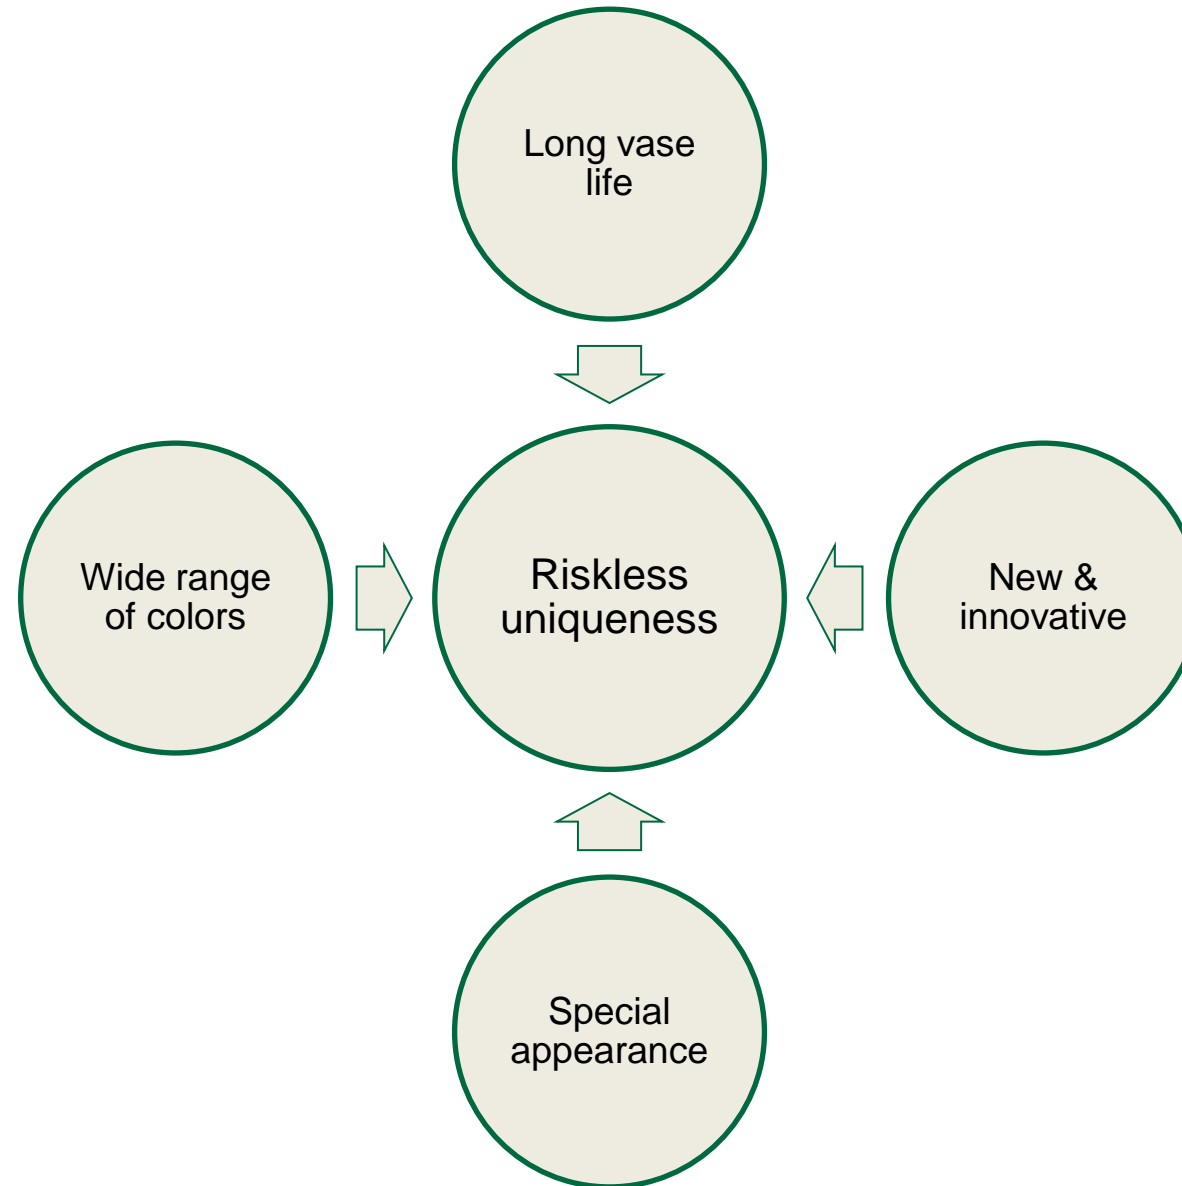 Long vase
life
Wide range
of colors
Riskless
uniqueness
New &
innovative
Special
appearance